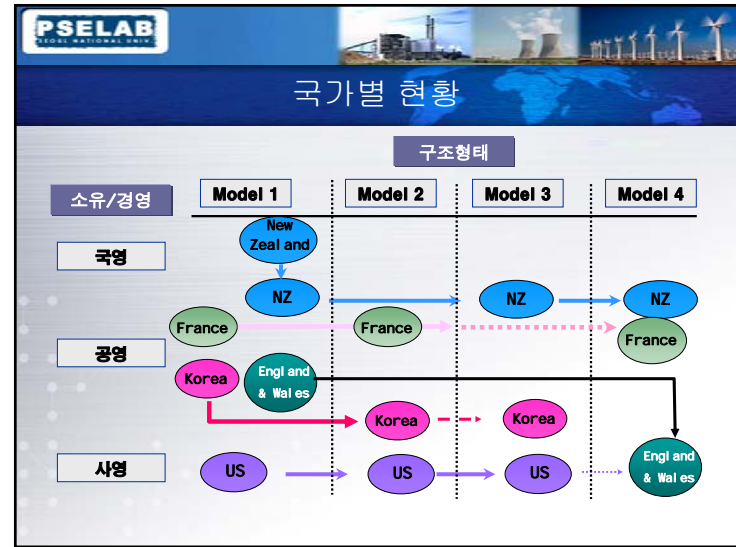 PSELAB
SEOUL NATIONAL UNIV.
국가별 현황
구조형태
소유/경영
Model 1
Model 2
Model 3
Model 4
국영
New
Zealand
NZ
NZ
NZ
France
France
France
공영
Korea
England
& Wales
Korea
Korea
사영
US
US
US
England
& Wales